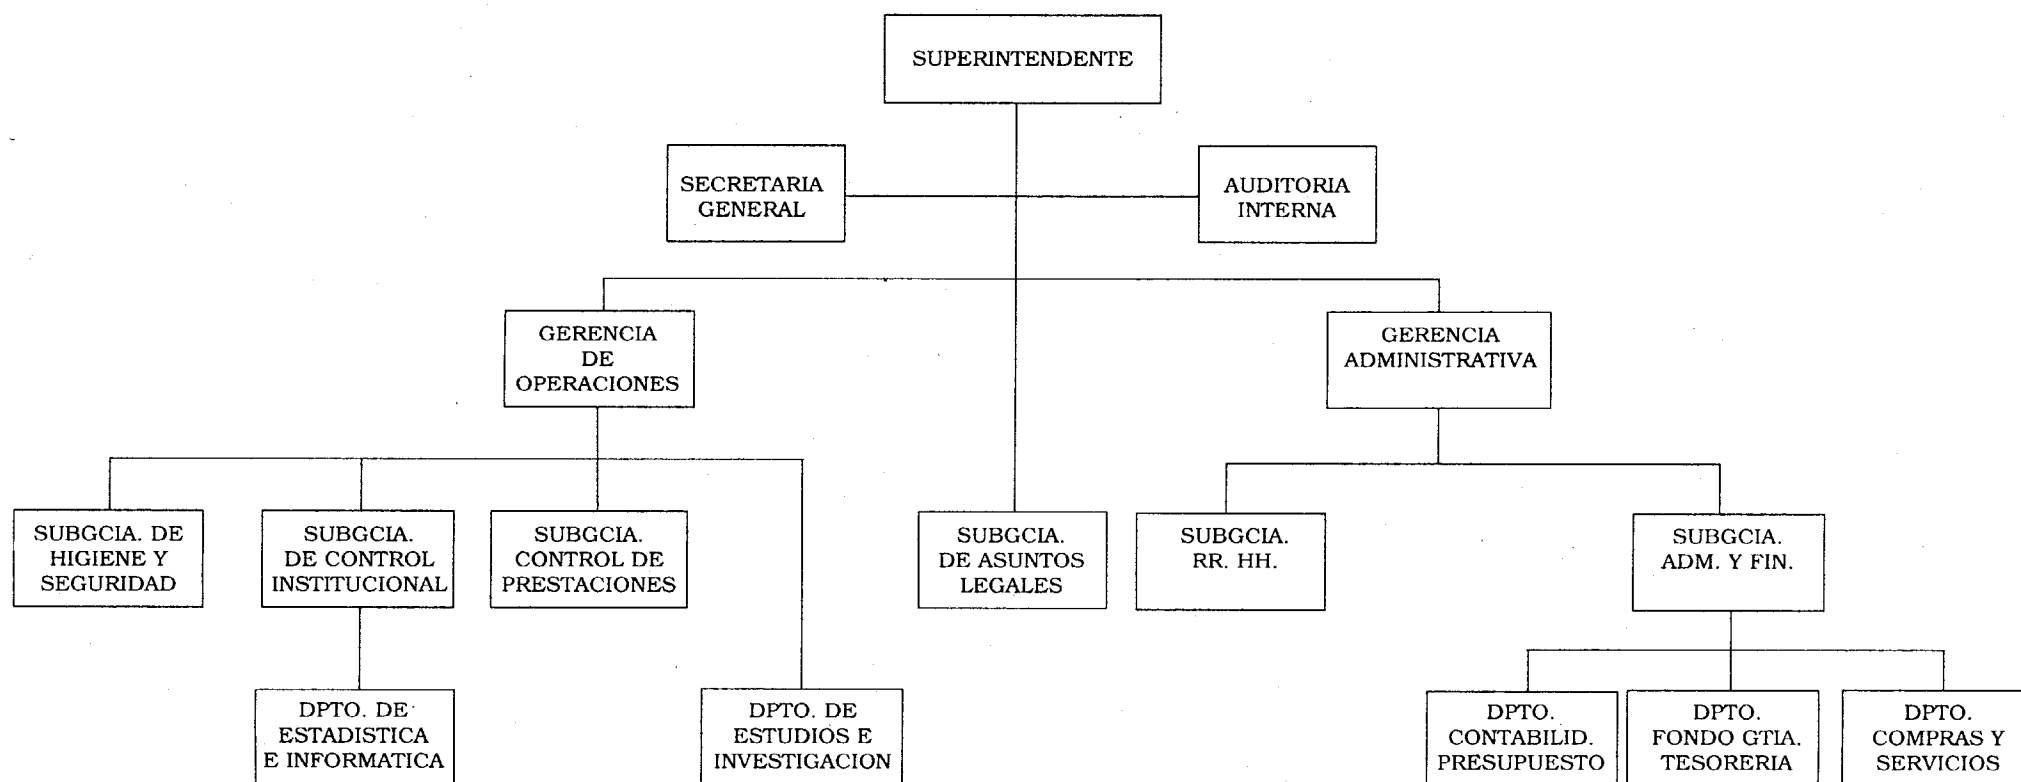 SUPERINTENDENTE
SECRETARIA
GENERAL
AUDITORIA
INTERNA
GERENCIA
DE
OPERACIONES
GERENCIA
ADMINISTRATIVA
SUBGCIA. DE
HIGIENE Y
SEGURIDAD
SUBGCIA.
DE CONTROL
INSTITUCIONAL
SUBGCIA.
CONTROL DE
PRESTACIONES
SUBGCIA.
DE ASUNTOS
LEGALES
SUBGCIA.
RR. HH.
SUBGCIA.
ADM. Y FIN.
DPTO. DE
ESTADISTICA
E INFORMATICA
DPTO. DE
ESTUDIOS E
INVESTIGACION
DPTO.
CONTABILID.
PRESUPUESTO
DPTO.
FONDO GTIA.
TESORERIA
DPTO.
COMPRAS Y
SERVICIOS